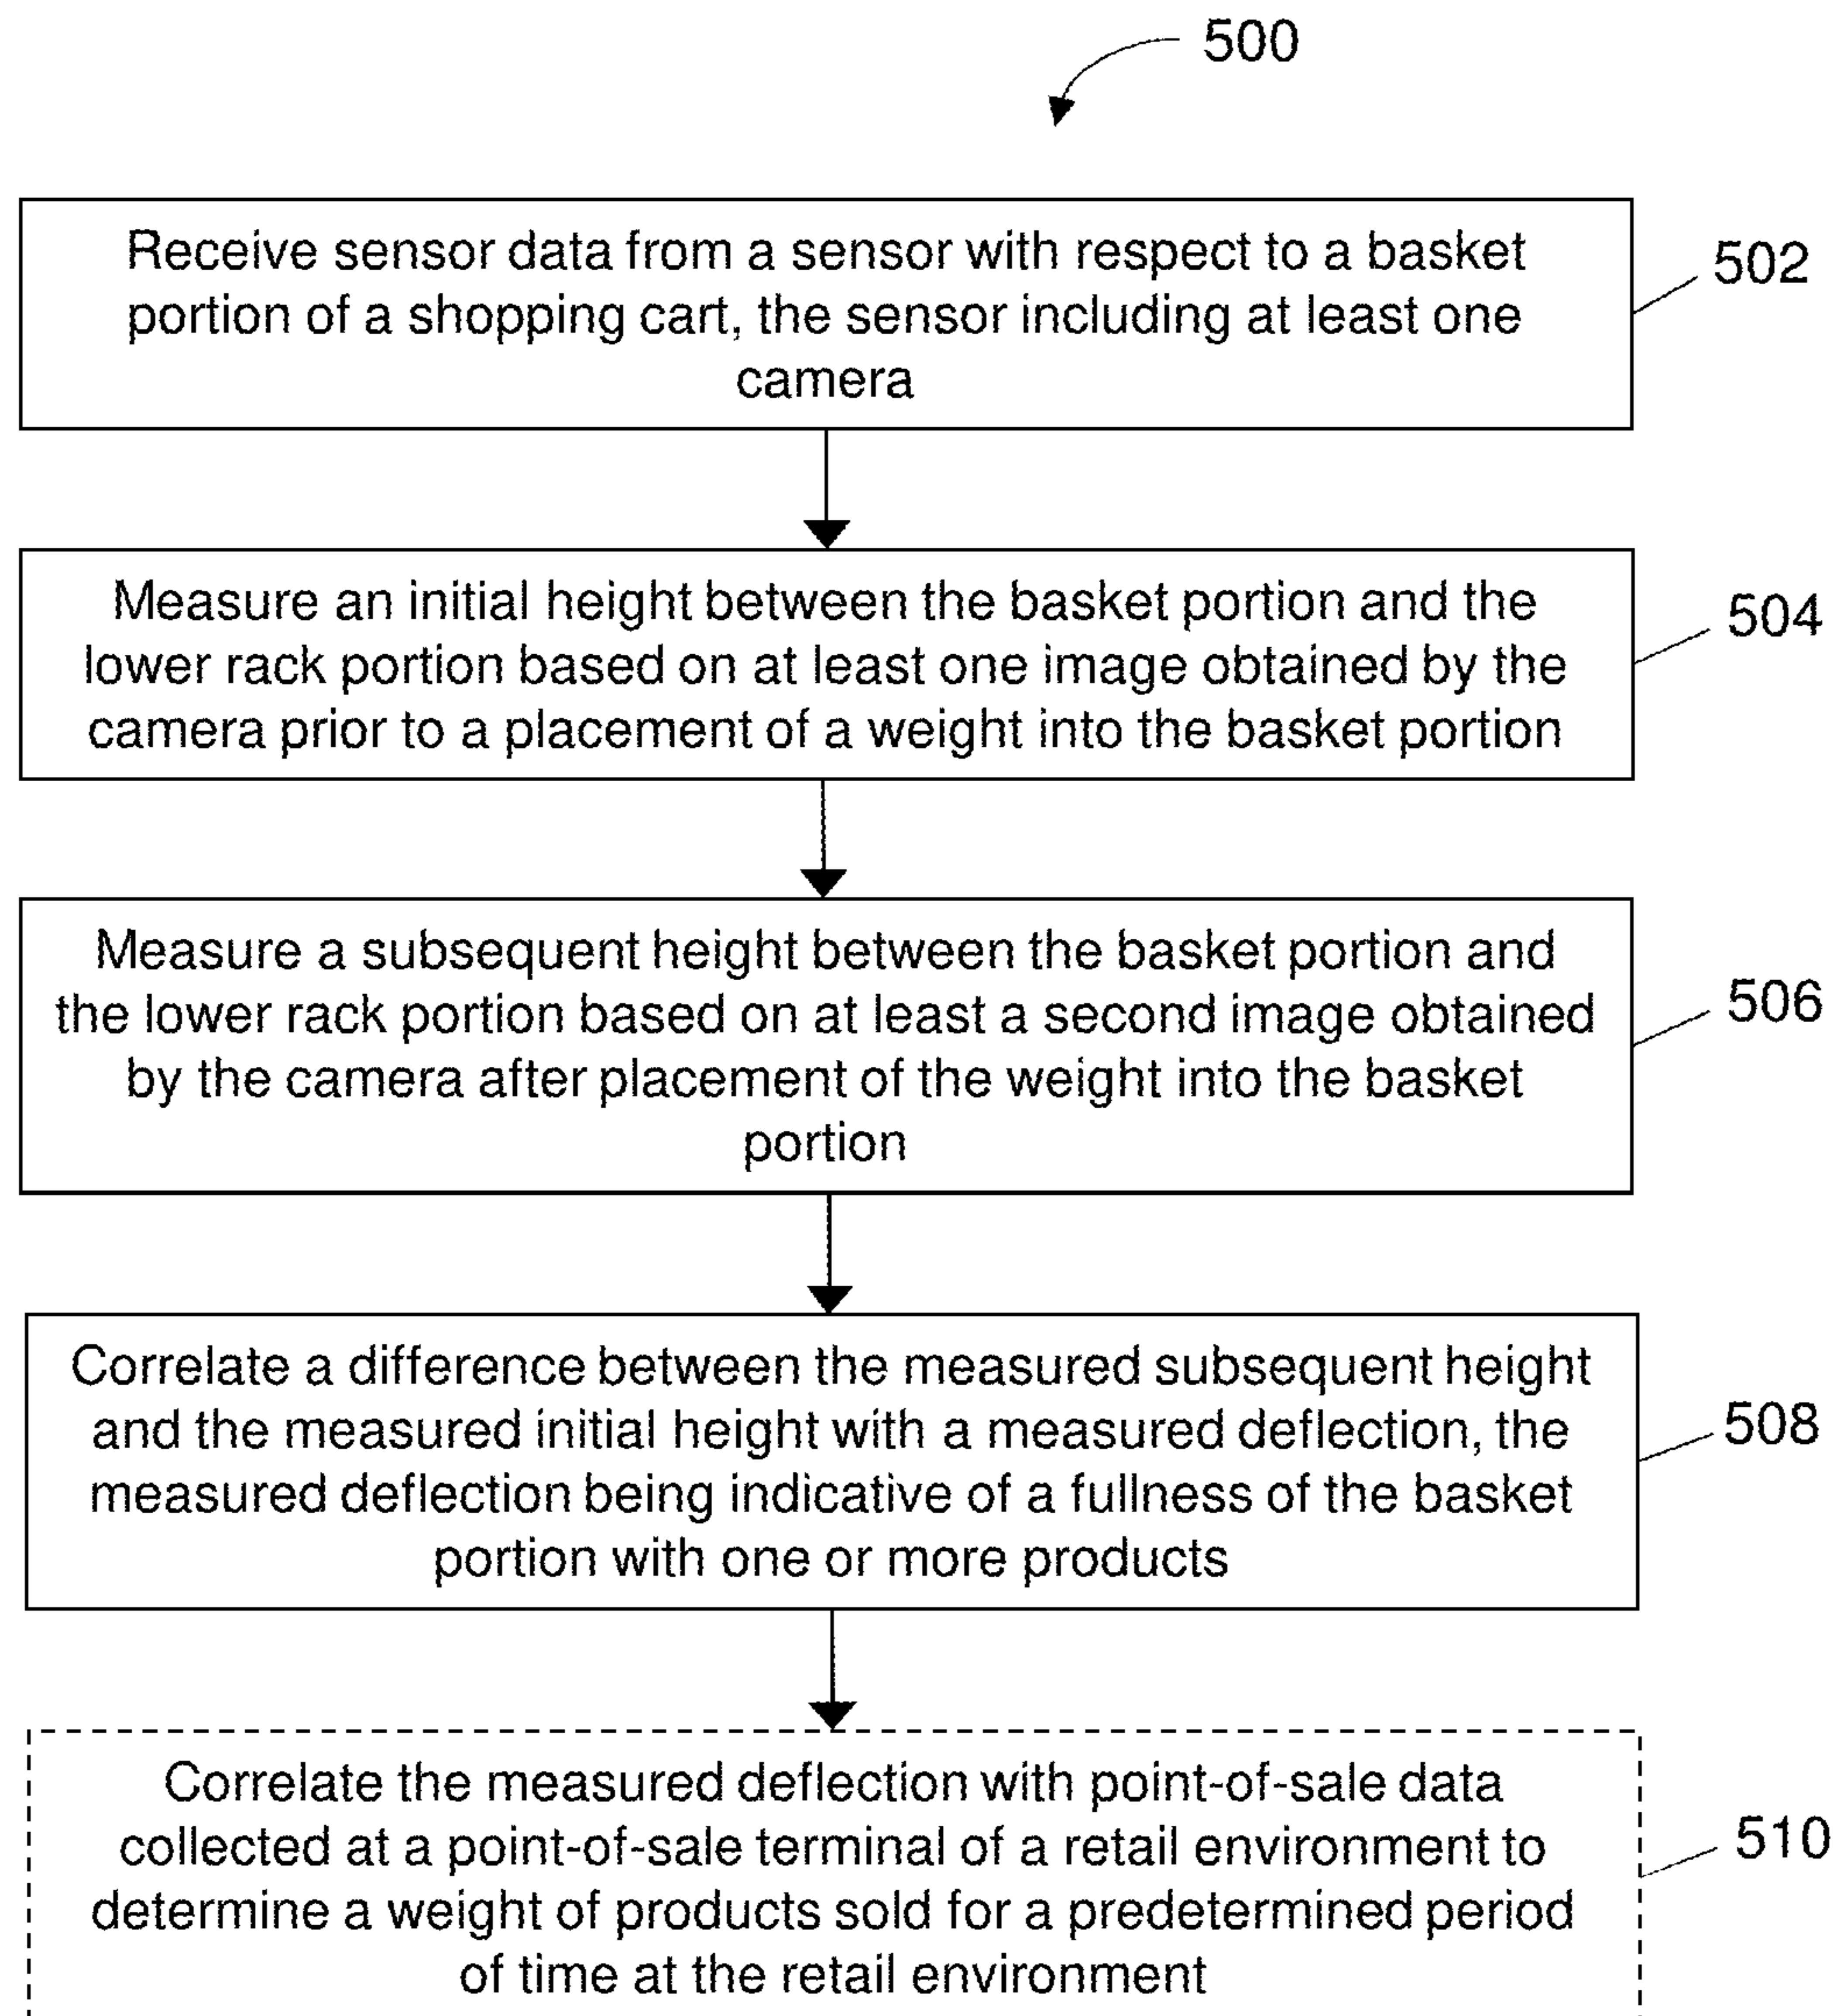 500
Receive sensor data from a sensor with respect to a basket
portion of a shopping cart, the sensor including at least one
camera
502
Measure an initial height between the basket portion and the
lower rack portion based on at least one image obtained by the
camera prior to a placement of a weight into the basket portion
504
Measure a subsequent height between the basket portion and
the lower rack portion based on at least a second image obtained
by the camera after placement of the weight into the basket
portion
506
Correlate a difference between the measured subsequent height
and the measured initial height with a measured deflection, the
measured deflection being indicative of a fullness of the basket
portion with one or more products
508
Correlate the measured deflection with point-of-sale data
collected at a point-of-sale terminal of a retail environment to
determine a weight of products sold for a predetermined period
of time at the retail environment
510